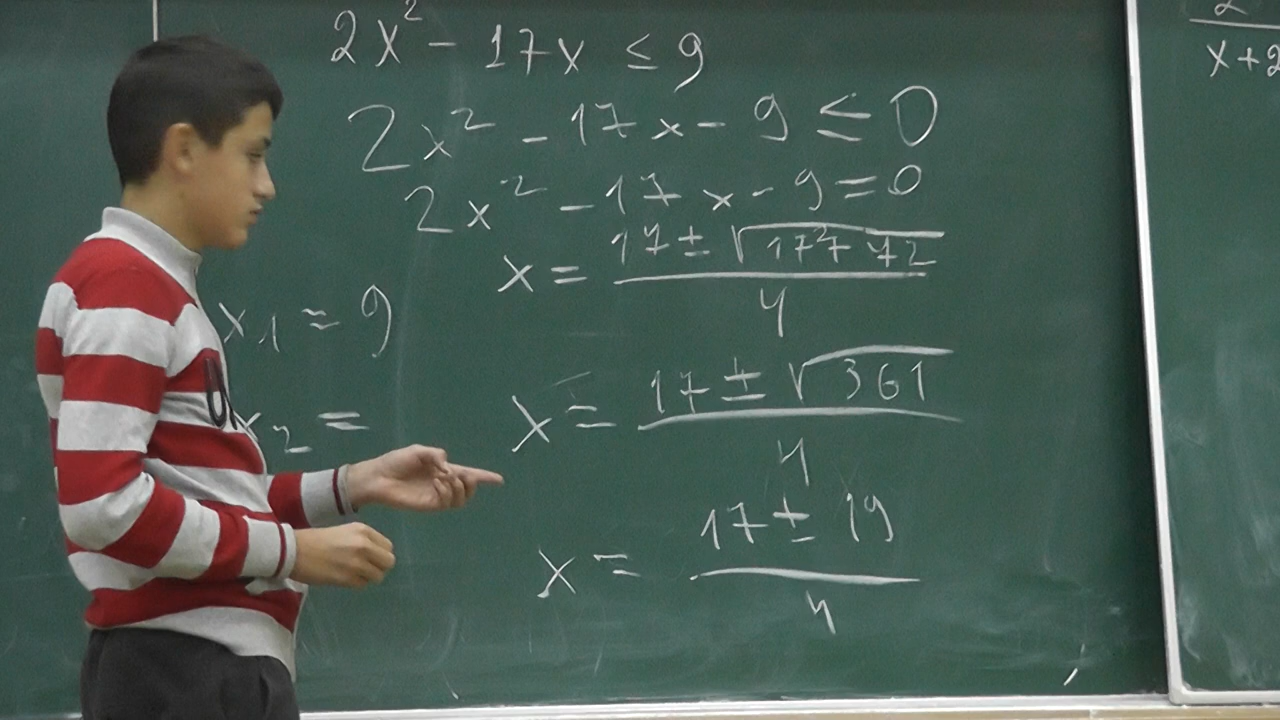 2x² - 17x ≤ 9
2x² - 17x - 9 ≤ 0
2x² - 17x - 9 = 0
x = (17 ± √(17² + 72)) / 4
x₁ = 9
x = (17 ± √361) / 4
x₂ =
x = (17 ± 19) / 4
2
x+2